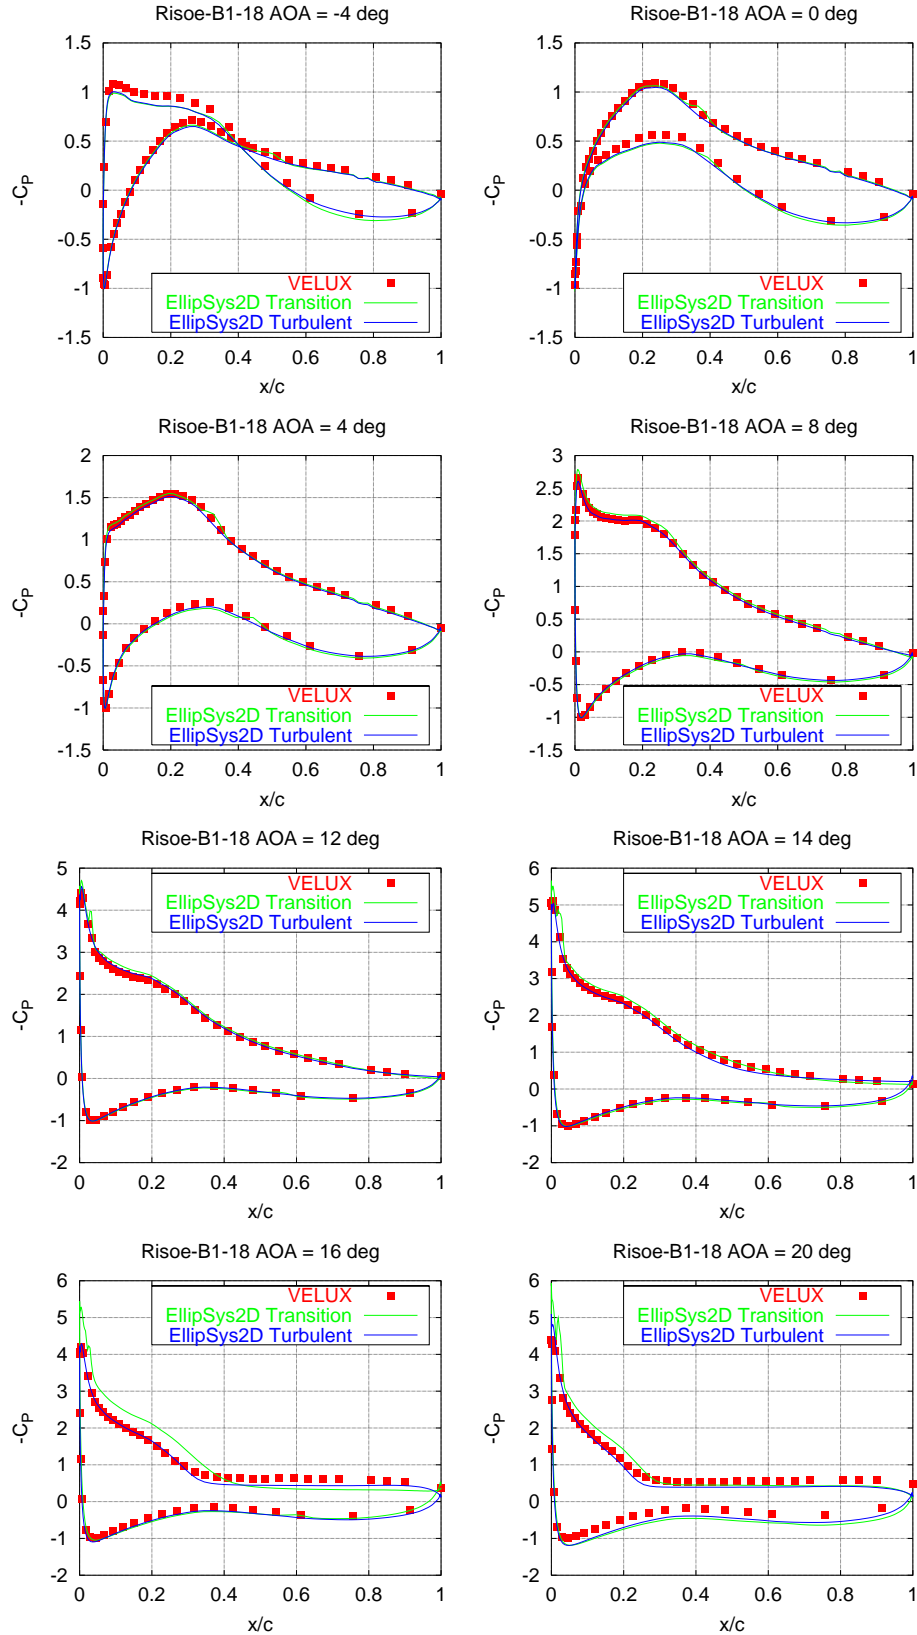 Risoe-B1-18 AOA = -4 deg
1.5
1
0.5
0
-0.5
-1
-1.5
-CP
0 0.2 0.4 0.6 0.8 1
x/c
VELUX
EllipSys2D Transition
EllipSys2D Turbulent
Risoe-B1-18 AOA = 0 deg
1.5
1
0.5
0
-0.5
-1
-1.5
-CP
0 0.2 0.4 0.6 0.8 1
x/c
VELUX
EllipSys2D Transition
EllipSys2D Turbulent
Risoe-B1-18 AOA = 4 deg
2
1.5
1
0.5
0
-0.5
-1
-1.5
-CP
0 0.2 0.4 0.6 0.8 1
x/c
VELUX
EllipSys2D Transition
EllipSys2D Turbulent
Risoe-B1-18 AOA = 8 deg
3
2.5
2
1.5
1
0.5
0
-0.5
-1
-1.5
-CP
0 0.2 0.4 0.6 0.8 1
x/c
VELUX
EllipSys2D Transition
EllipSys2D Turbulent
Risoe-B1-18 AOA = 12 deg
5
4
3
2
1
0
-1
-2
-CP
0 0.2 0.4 0.6 0.8 1
x/c
VELUX
EllipSys2D Transition
EllipSys2D Turbulent
Risoe-B1-18 AOA = 14 deg
6
5
4
3
2
1
0
-1
-2
-CP
0 0.2 0.4 0.6 0.8 1
x/c
VELUX
EllipSys2D Transition
EllipSys2D Turbulent
Risoe-B1-18 AOA = 16 deg
6
5
4
3
2
1
0
-1
-2
-CP
0 0.2 0.4 0.6 0.8 1
x/c
VELUX
EllipSys2D Transition
EllipSys2D Turbulent
Risoe-B1-18 AOA = 20 deg
6
5
4
3
2
1
0
-1
-2
-CP
0 0.2 0.4 0.6 0.8 1
x/c
VELUX
EllipSys2D Transition
EllipSys2D Turbulent